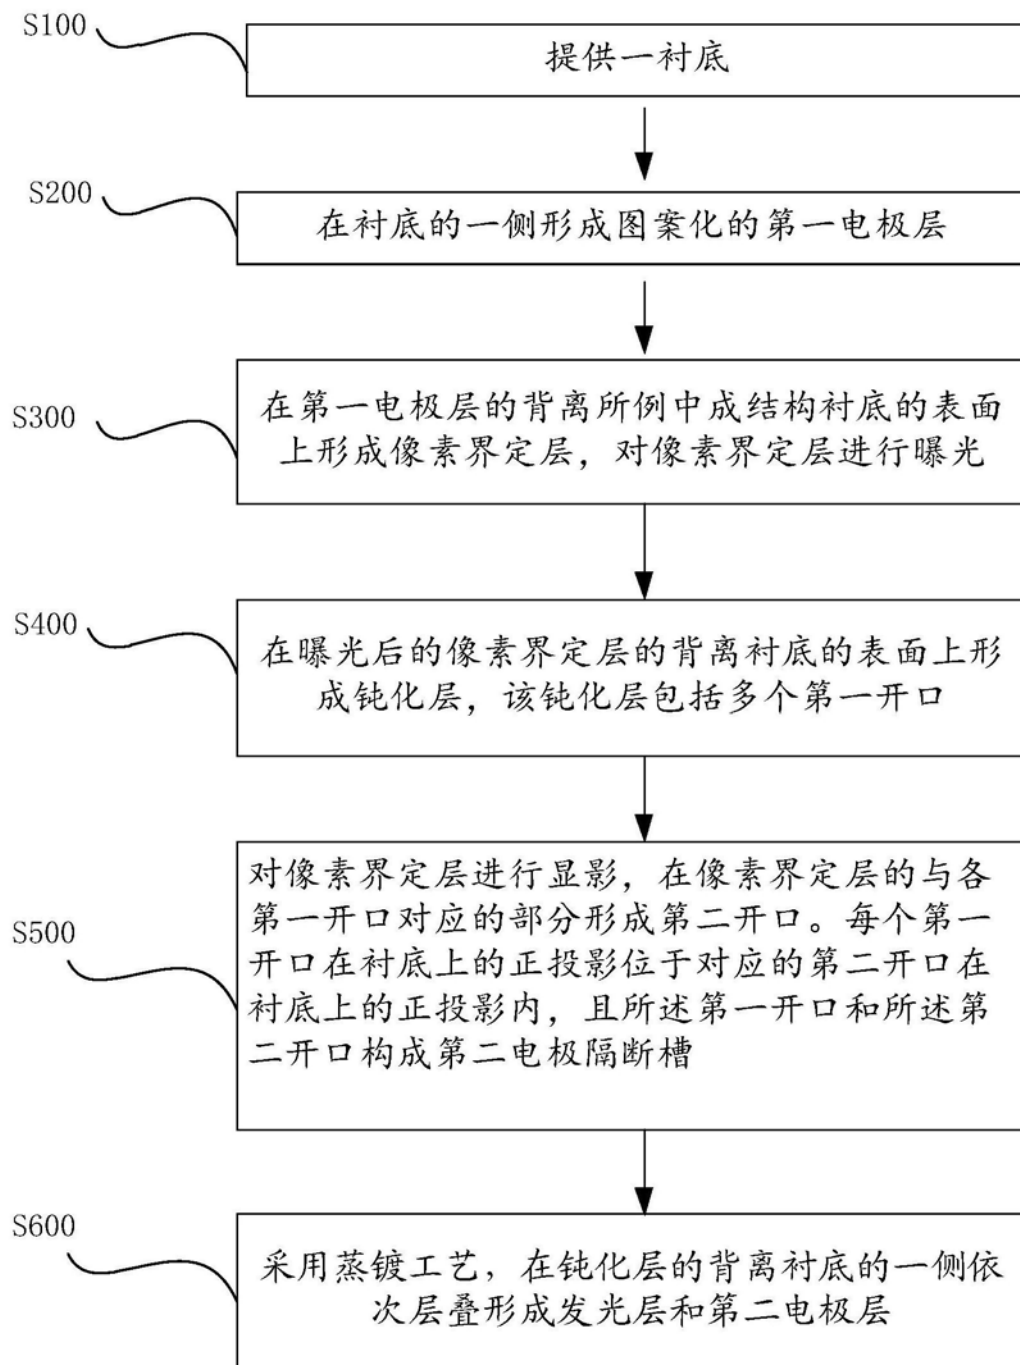 S100
提供一衬底
S200
在衬底的一侧形成图案化的第一电极层
S300
在第一电极层的背离所例中成结构衬底的表面
上形成像素界定层，对像素界定层进行曝光
S400
在曝光后的像素界定层的背离衬底的表面上形
成钝化层，该钝化层包括多个第一开口
S500
对像素界定层进行显影，在像素界定层的与各
第一开口对应的部分形成第二开口。每个第一
开口在衬底上的正投影位于对应的第二开口在
衬底上的正投影内，且所述第一开口和所述第
二开口构成第二电极隔断槽
S600
采用蒸镀工艺，在钝化层的背离衬底的一侧依
次层叠形成发光层和第二电极层